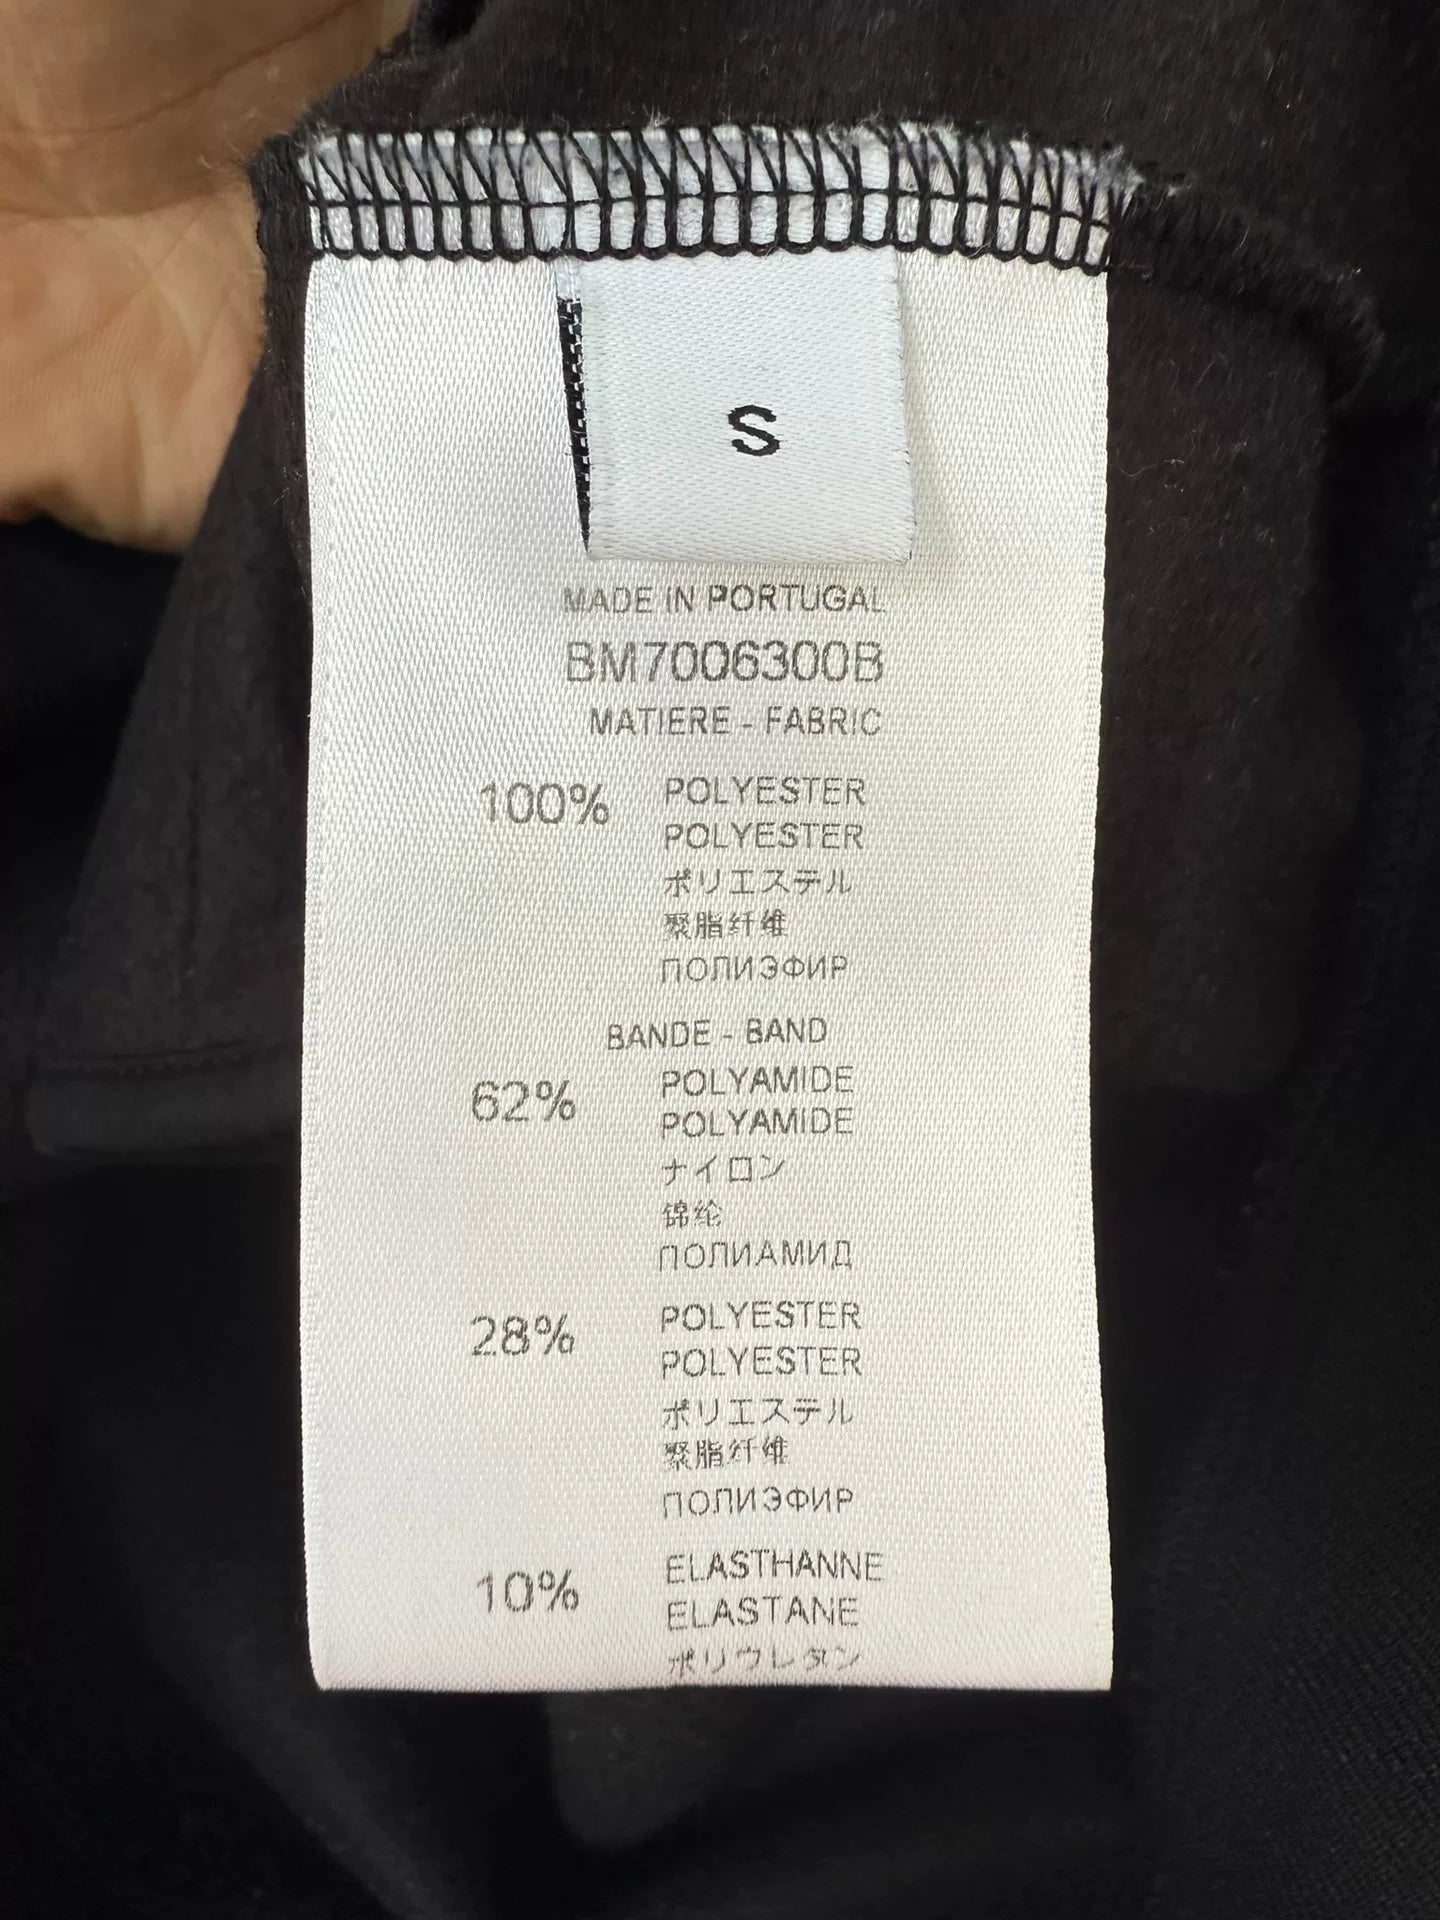 S
MADE IN PORTUGAL
BM7006300B
MATIERE - FABRIC
100% POLYESTER
POLYESTER
ポリエステル
聚脂纤维
ПОЛИЭФИР
BANDE - BAND
62% POLYAMIDE
POLYAMIDE
ナイロン
锦纶
ПОЛИАМИД
28% POLYESTER
POLYESTER
ポリエステル
聚脂纤维
ПОЛИЭФИР
10% ELASTHANNE
ELASTANE
ポリウレタン